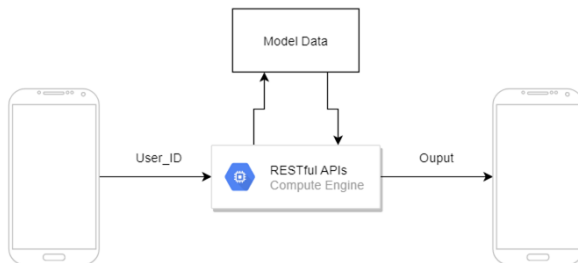 Model Data
User_ID
RESTful APIs
Compute Engine
Ouput